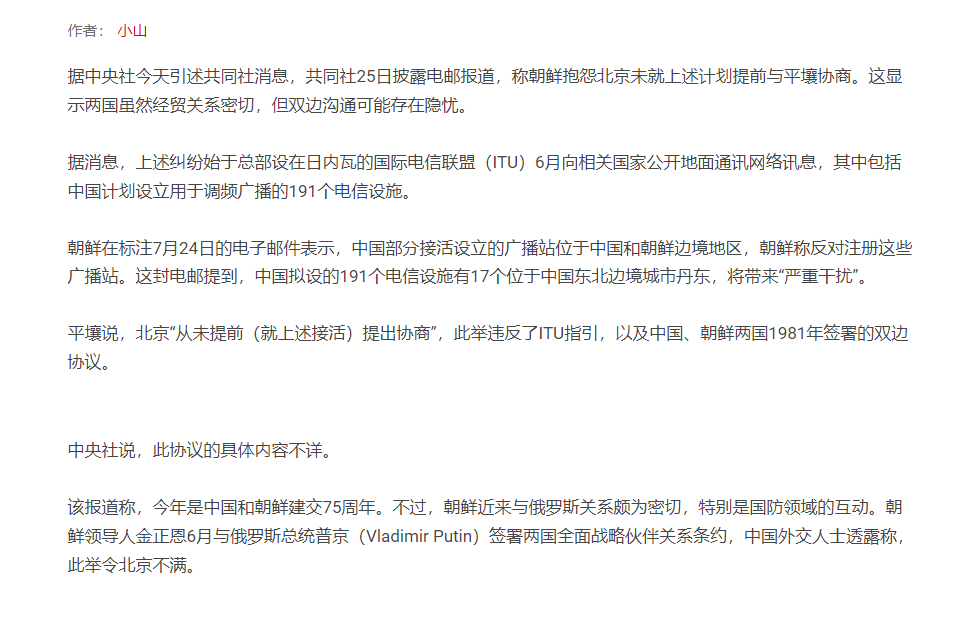 作者： 小山
据中央社今天引述共同社消息，共同社25日披露电邮报道，称朝鲜抱怨北京未就上述计划提前与平壤协商。这显
示两国虽然经贸关系密切，但双边沟通可能存在隐忧。
据消息，上述纠纷始于总部设在日内瓦的国际电信联盟（ITU）6月向相关国家公开地面通讯网络讯息，其中包括
中国计划设立用于调频广播的191个电信设施。
朝鲜在标注7月24日的电子邮件表示，中国部分接活设立的广播站位于中国和朝鲜边境地区，朝鲜称反对注册这些
广播站。这封电邮提到，中国拟设的191个电信设施有17个位于中国东北边境城市丹东，将带来“严重干扰”。
平壤说，北京“从未提前（就上述接活）提出协商”，此举违反了ITU指引，以及中国、朝鲜两国1981年签署的双边
协议。
中央社说，此协议的具体内容不详。
该报道称，今年是中国和朝鲜建交75周年。不过，朝鲜近来与俄罗斯关系颇为密切，特别是国防领域的互动。朝
鲜领导人金正恩6月与俄罗斯总统普京（Vladimir Putin）签署两国全面战略伙伴关系条约，中国外交人士透露称，
此举令北京不满。